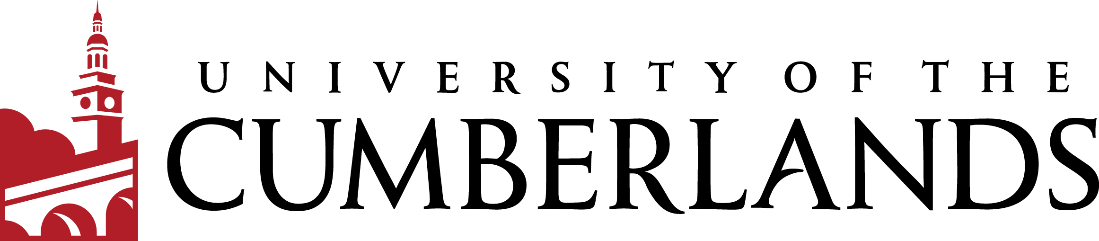 UNIVERSITY OF THE
CUMBERLANDS